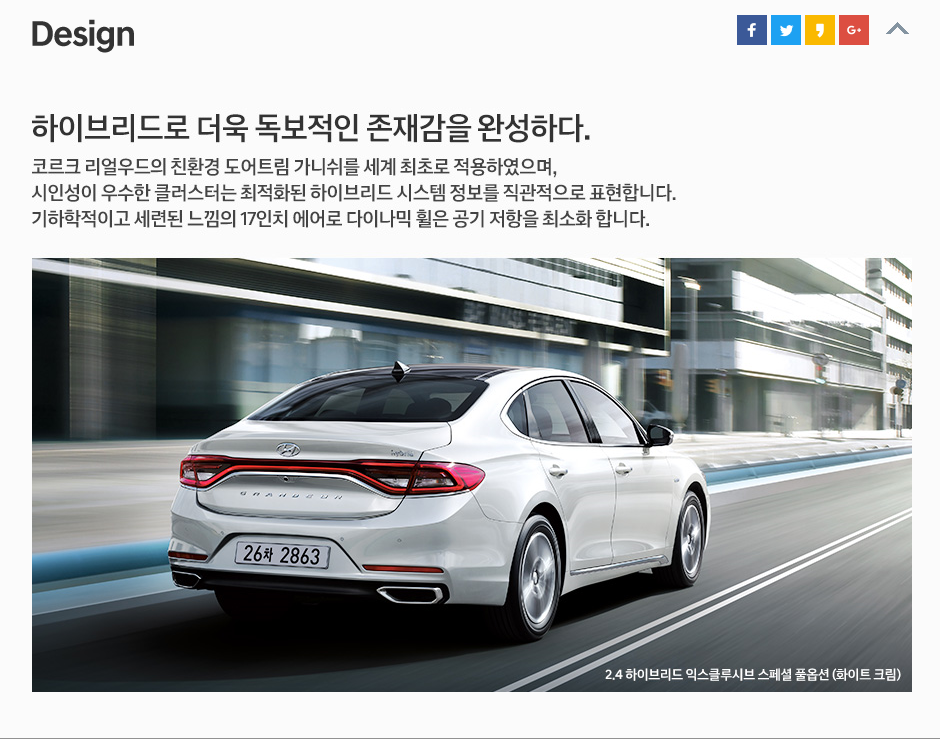 Design
하이브리드로 더욱 독보적인 존재감을 완성하다.
코르크 리얼우드의 친환경 도어트림 가니쉬를 세계 최초로 적용하였으며,
시인성이 우수한 클러스터는 최적화된 하이브리드 시스템 정보를 직관적으로 표현합니다.
기하학적이고 세련된 느낌의 17인치 에어로 다이나믹 휠은 공기 저항을 최소화 합니다.
hybrid
GRANDEUR
26차 2863
2.4 하이브리드 익스클루시브 스페셜 풀옵션 (화이트 크림)